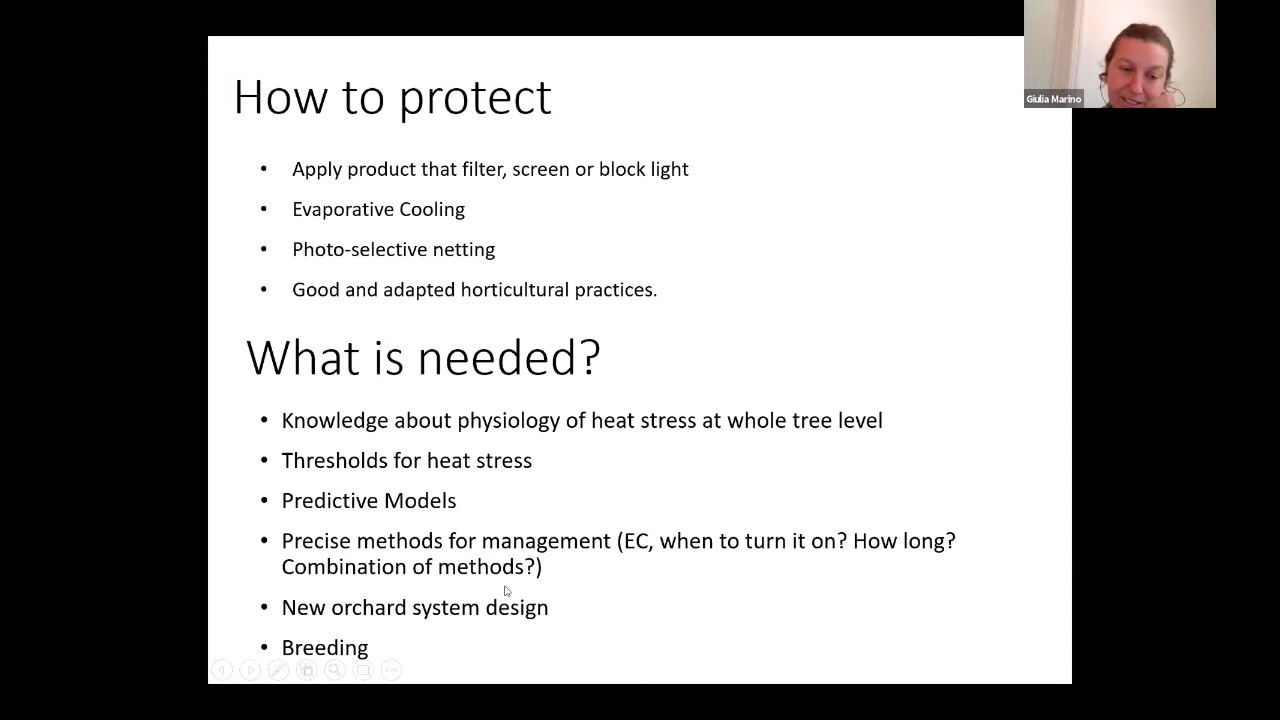 How to protect
• Apply product that filter, screen or block light
• Evaporative Cooling
• Photo-selective netting
• Good and adapted horticultural practices.
What is needed?
• Knowledge about physiology of heat stress at whole tree level
• Thresholds for heat stress
• Predictive Models
• Precise methods for management (EC, when to turn it on? How long?
Combination of methods?)
• New orchard system design
• Breeding
Giulia Marino